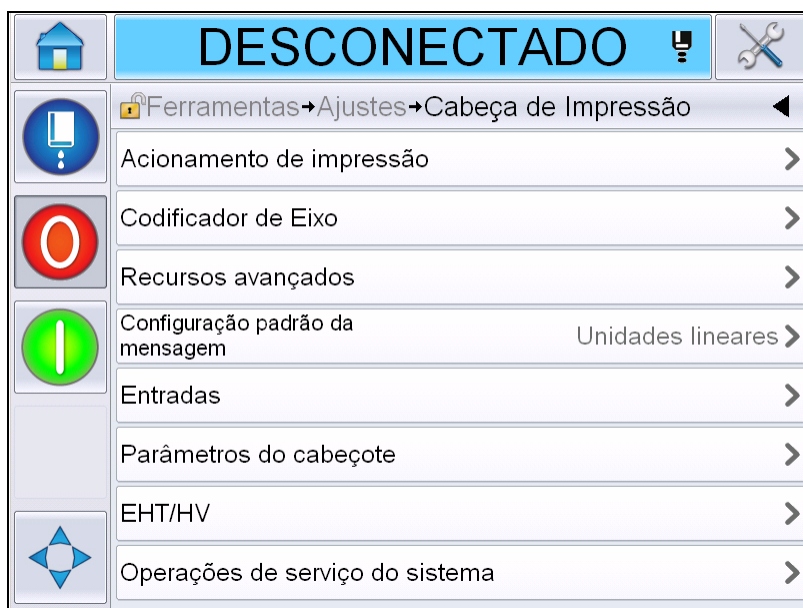 DESCONECTADO
Ferramentas→Ajustes→Cabeça de Impressão
Acionamento de impressão
Codificador de Eixo
Recursos avançados
Configuração padrão da
mensagem
Unidades lineares
Entradas
Parâmetros do cabeçote
EHT/HV
Operações de serviço do sistema